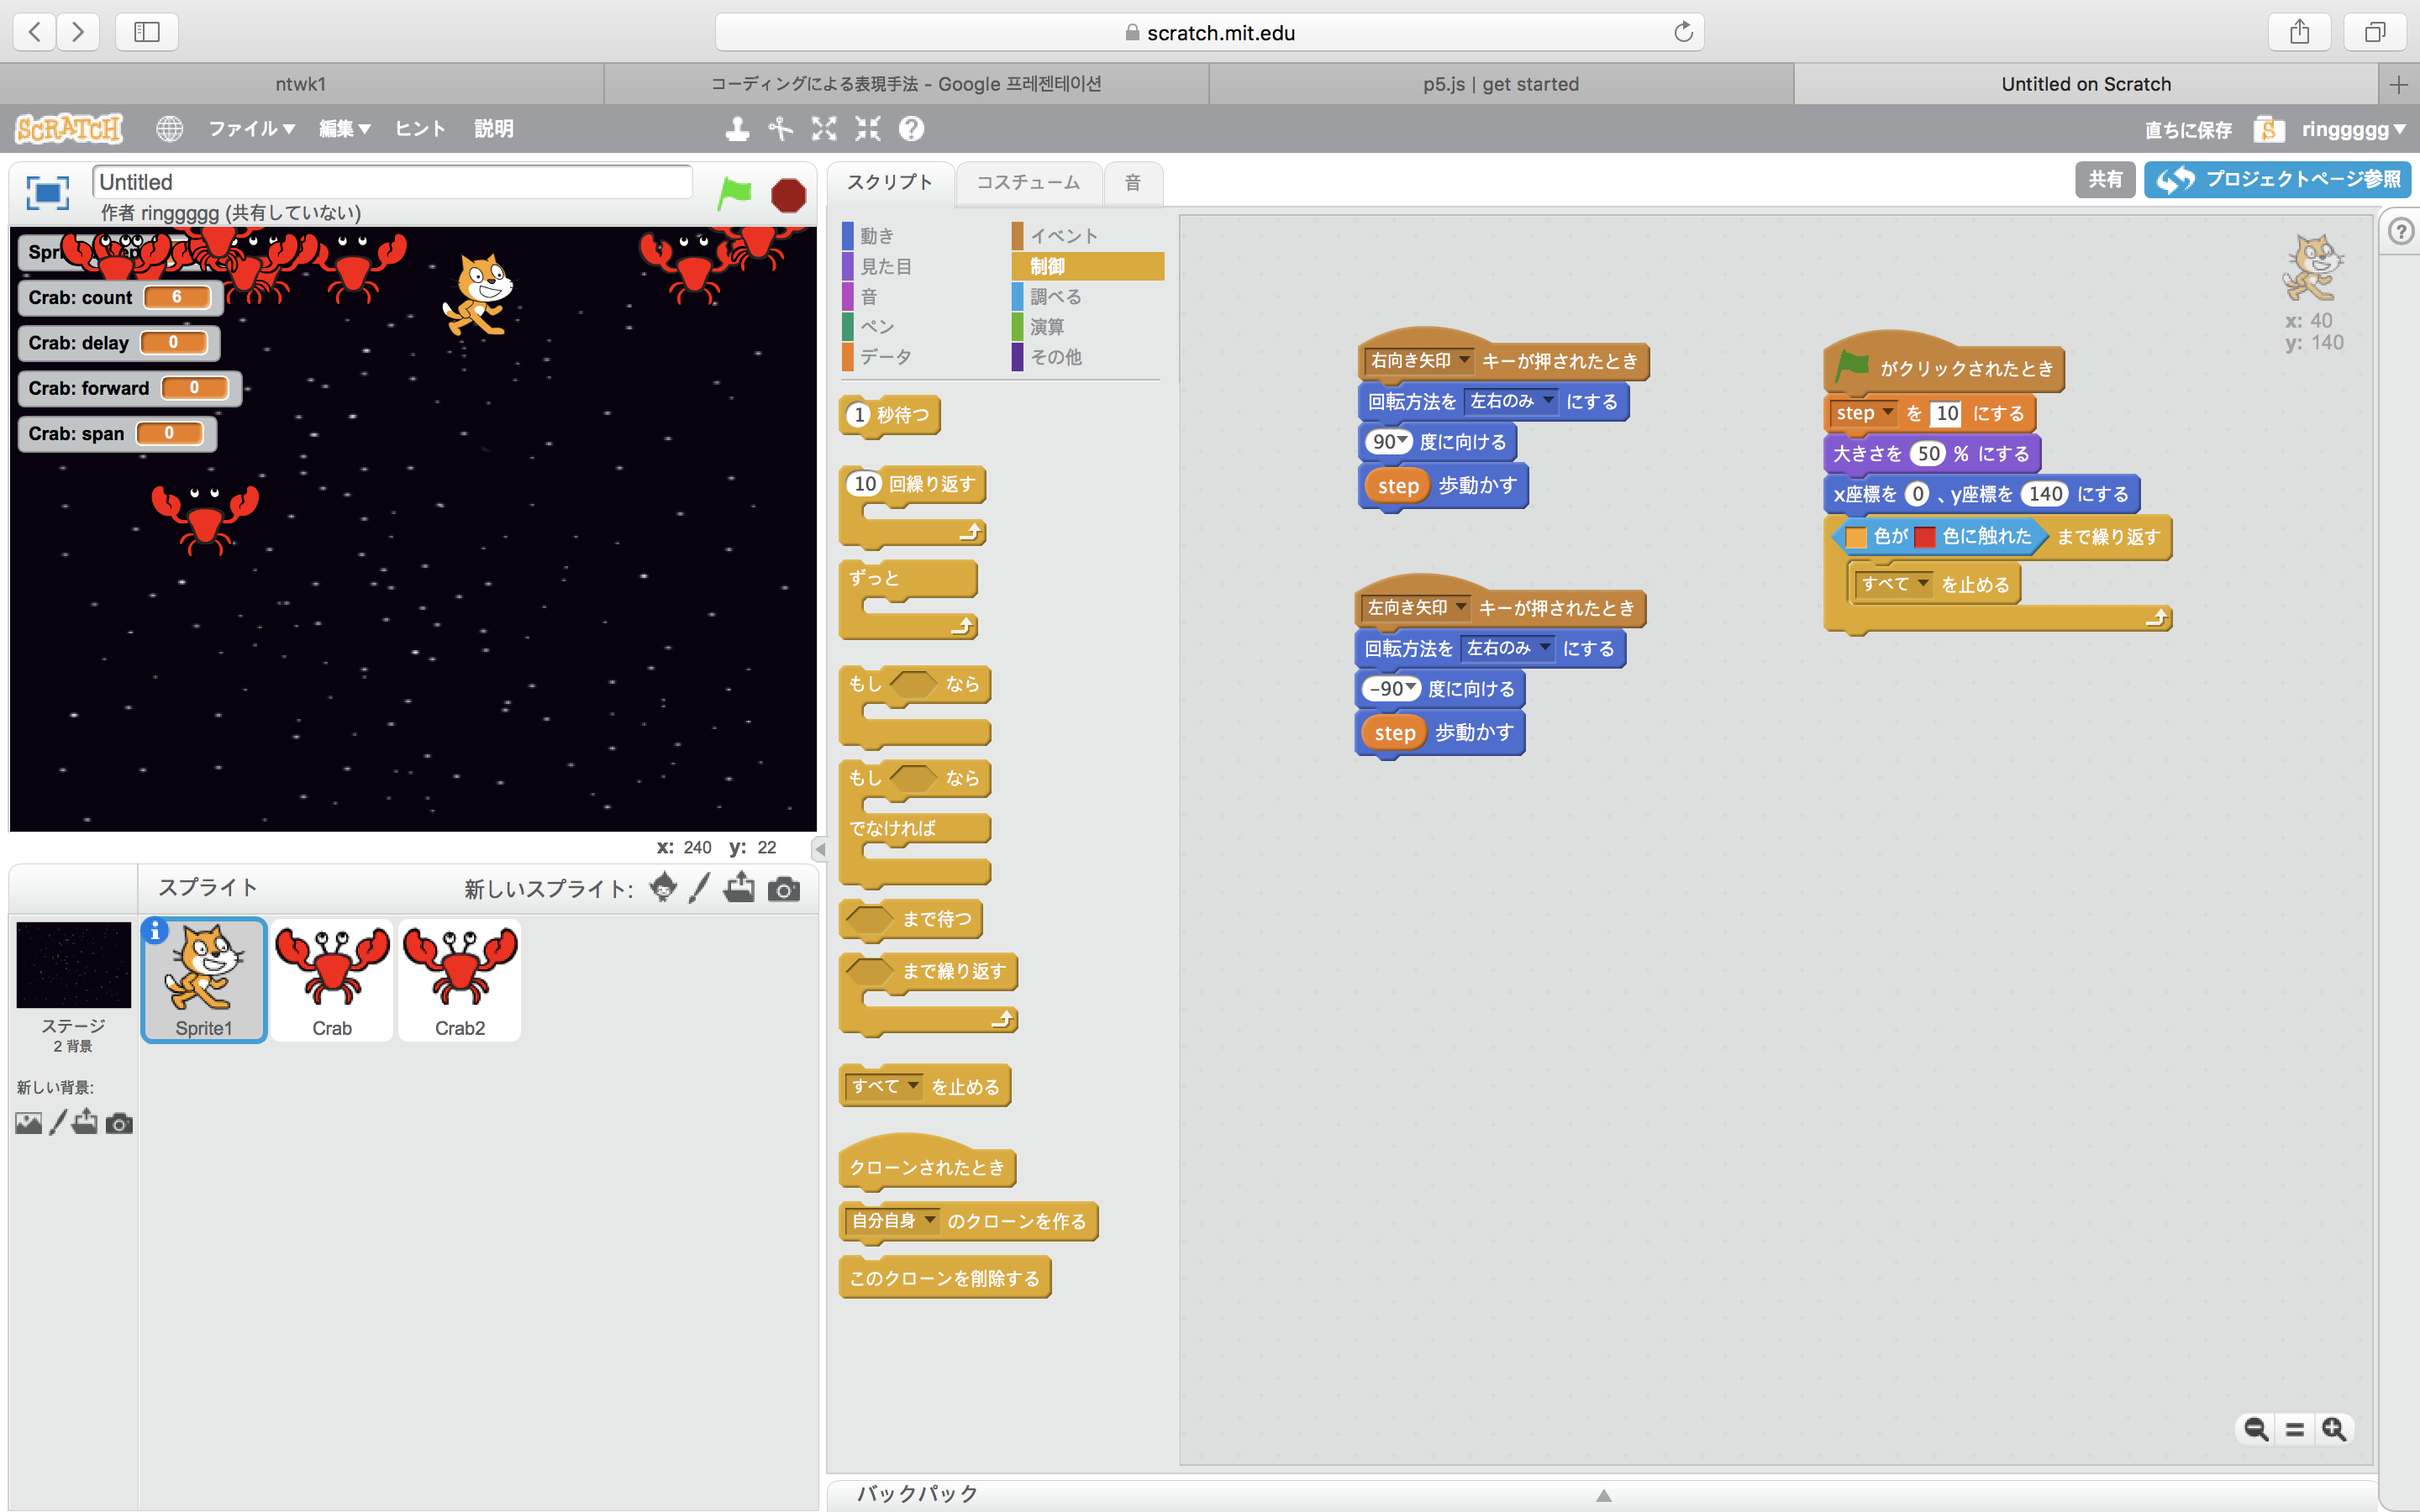 scratch.mit.edu
ntwk1
コーディングによる表現手法 - Google 프레젠테이션
p5.js | get started
Untitled on Scratch
SCRATCH
ファイル
編集
ヒント
説明
直ちに保存
ringgggg
Untitled
作者 ringgggg (共有していない)
スクリプト
コスチューム
音
共有
プロジェクトページ参照
Crab: count 6
Crab: delay 0
Crab: forward 0
Crab: span 0
x: 240 y: 22
スプライト
新しいスプライト:
Sprite1
Crab
Crab2
ステージ
2 背景
新しい背景:
動き
イベント
見た目
制御
音
調べる
ペン
演算
データ
その他
1 秒待つ
10 回繰り返す
ずっと
もし なら
もし なら
でなければ
まで待つ
まで繰り返す
すべて を止める
クローンされたとき
自分自身 のクローンを作る
このクローンを削除する
右向き矢印 キーが押されたとき
回転方法を 左右のみ にする
90 度に向ける
step 歩動かす
左向き矢印 キーが押されたとき
回転方法を 左右のみ にする
-90 度に向ける
step 歩動かす
がクリックされたとき
step を 10 にする
大きさを 50 % にする
x座標を 0 、y座標を 140 にする
色が 色に触れた まで繰り返す
すべて を止める
x: 40
y: 140
バックパック